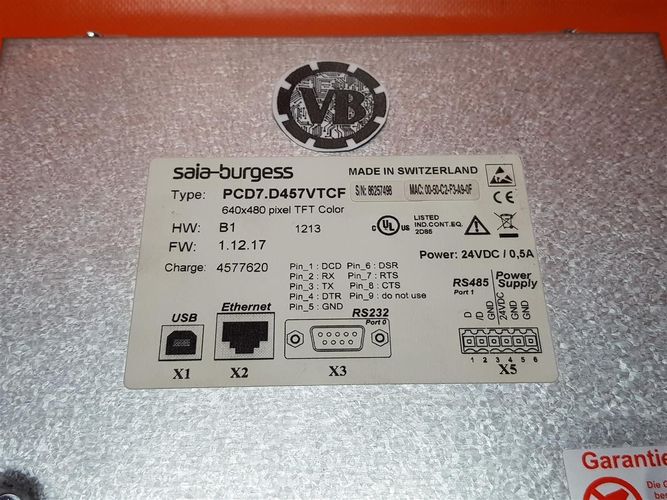 VB
saia-burgess
MADE IN SWITZERLAND
Type: PCD7.D457VTCF
S/N: 86257498
MAC: 00-50-C2-F3-A9-0F
640x480 pixel TFT Color
HW: B1
1213
FW: 1.12.17
Charge: 4577620
C UL US LISTED
IND.CONT.EQ.
2D86
CE
Power: 24VDC / 0,5A
Pin_1 : DCD Pin_6 : DSR
Pin_2 : RX Pin_7 : RTS
Pin_3 : TX Pin_8 : CTS
Pin_4 : DTR Pin_9 : do not use
Pin_5 : GND
USB
X1
Ethernet
X2
RS232
Port 0
X3
RS485
Port 1
Power
Supply
D
/D
GND
24VDC
GND
GND
1 2 3 4 5 6
X5
Garantie
Die